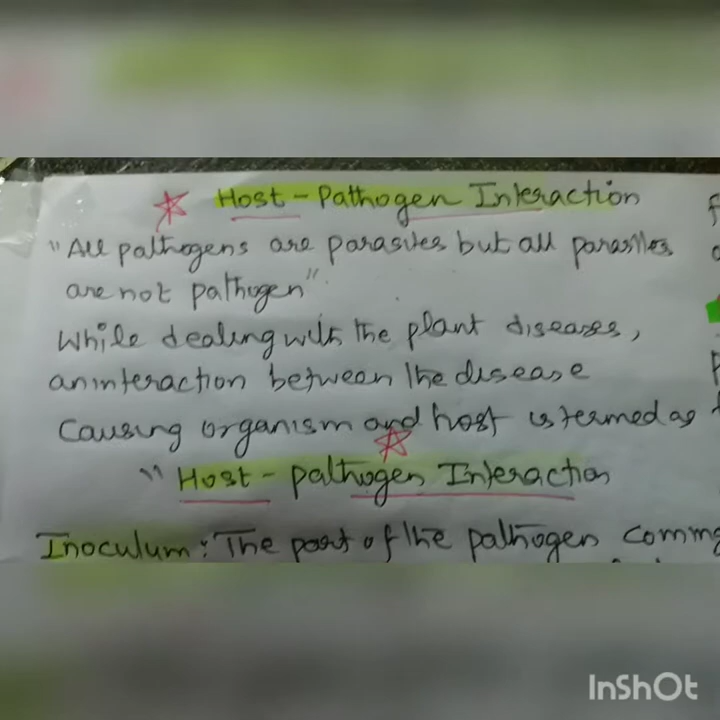 Host - Pathogen Interaction
"All pathogens are parasites but all parasites
are not pathogen".
While dealing with the plant diseases,
an interaction between the disease
causing organism and host is termed as
" Host - pathogen Interaction
Inoculum : The part of the pathogen comming
InShOt